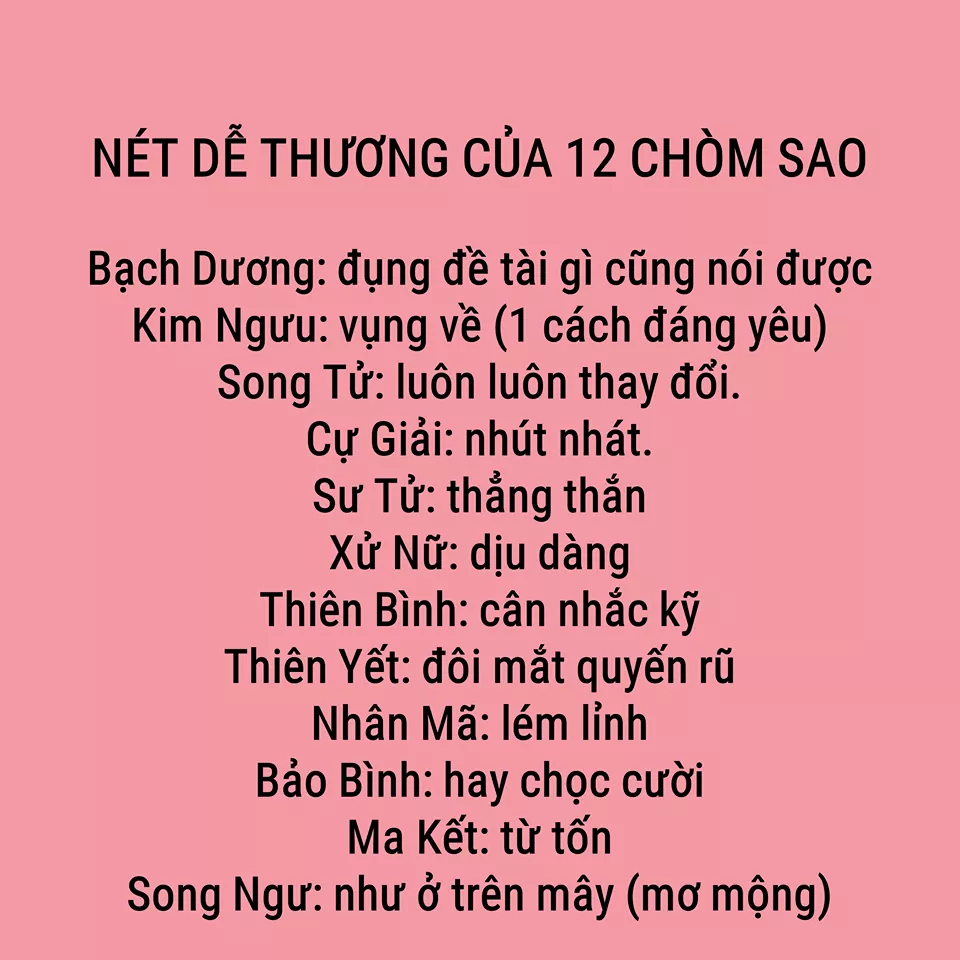 NÉT DỄ THƯƠNG CỦA 12 CHÒM SAO
Bạch Dương: đụng đề tài gì cũng nói được
Kim Ngưu: vụng về (1 cách đáng yêu)
Song Tử: luôn luôn thay đổi.
Cự Giải: nhút nhát.
Sư Tử: thẳng thắn
Xử Nữ: dịu dàng
Thiên Bình: cân nhắc kỹ
Thiên Yết: đôi mắt quyến rũ
Nhân Mã: lém lỉnh
Bảo Bình: hay chọc cười
Ma Kết: từ tốn
Song Ngư: như ở trên mây (mơ mộng)